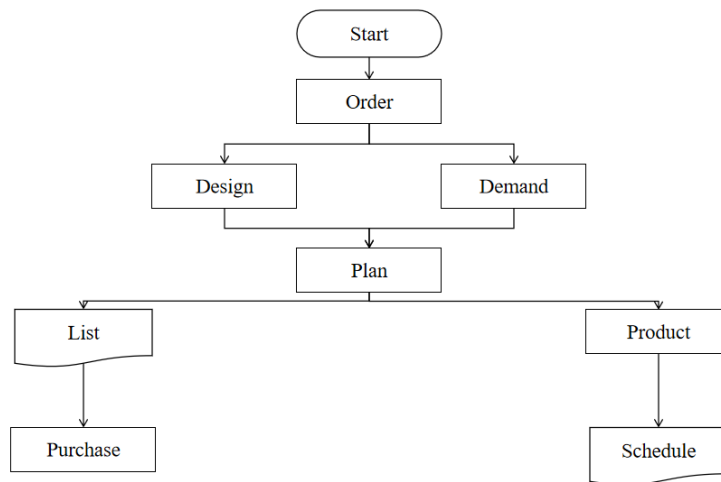 Start
Order
Design
Demand
Plan
List
Product
Purchase
Schedule